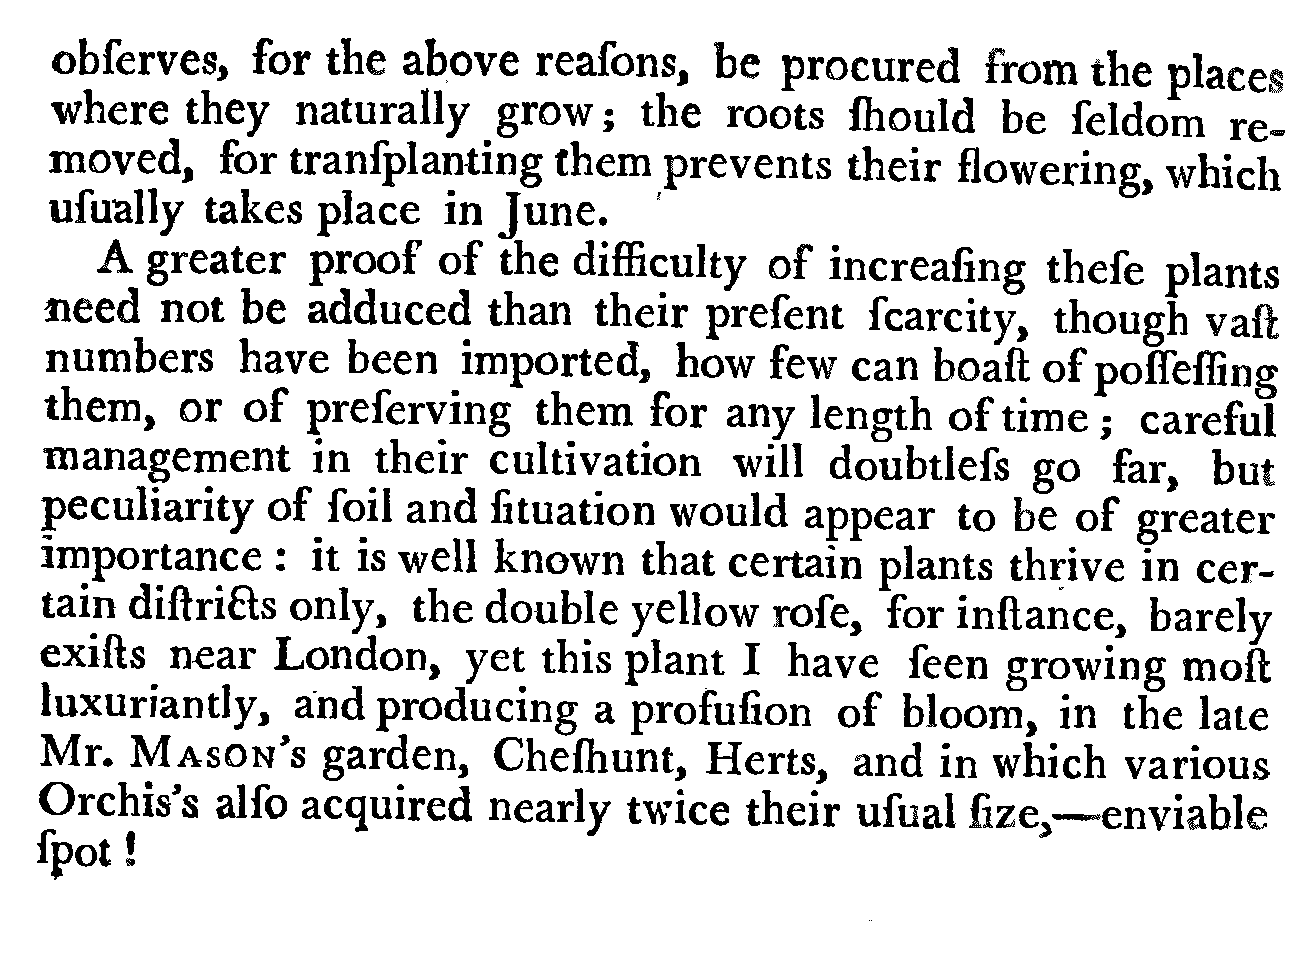 obſerves, for the above reaſons, be procured from the places
where they naturally grow; the roots ſhould be ſeldom re-
moved, for tranſplanting them prevents their flowering, which
uſually takes place in June.
A greater proof of the difficulty of increaſing theſe plants
need not be adduced than their preſent ſcarcity, though vaſt
numbers have been imported, how few can boaſt of poſſeſſing
them, or of preſerving them for any length of time; careful
management in their cultivation will doubtleſs go far, but
peculiarity of ſoil and ſituation would appear to be of greater
importance: it is well known that certain plants thrive in cer-
tain diſtricts only, the double yellow roſe, for inſtance, barely
exiſts near London, yet this plant I have ſeen growing moſt
luxuriantly, and producing a profuſion of bloom, in the late
Mr. MASON's garden, Cheſhunt, Herts, and in which various
Orchis's alſo acquired nearly twice their uſual ſize,—enviable
ſpot!